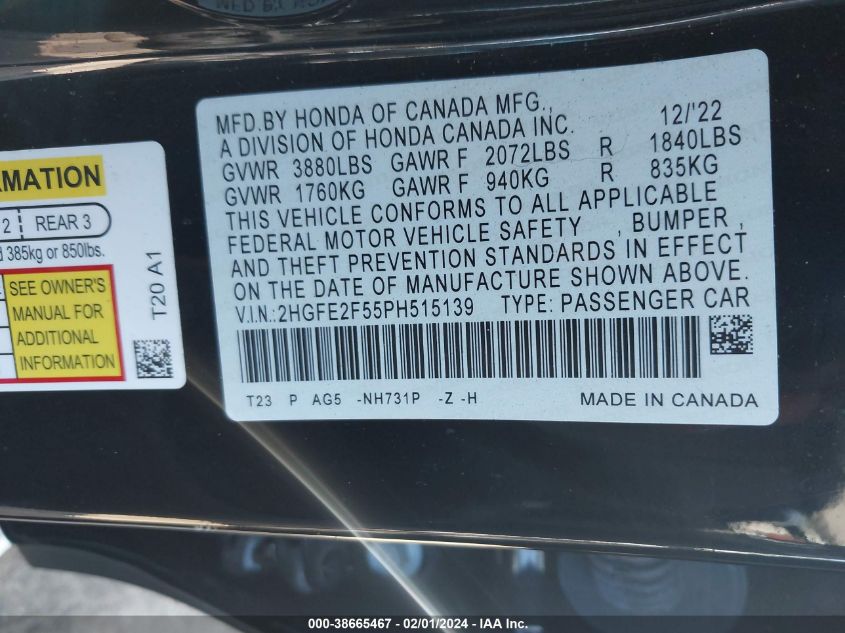 MFD.BY HONDA OF CANADA MFG., 12/'22
A DIVISION OF HONDA CANADA INC.
GVWR 3880LBS GAWR F 2072LBS R 1840LBS
GVWR 1760KG GAWR F 940KG R 835KG
THIS VEHICLE CONFORMS TO ALL APPLICABLE
FEDERAL MOTOR VEHICLE SAFETY , BUMPER ,
AND THEFT PREVENTION STANDARDS IN EFFECT
ON THE DATE OF MANUFACTURE SHOWN ABOVE.
V.I.N.:2HGFE2F55PH515139 TYPE: PASSENGER CAR
T23 P AG5 -NH731P -Z -H MADE IN CANADA
RMATION
2 REAR 3
385kg or 850lbs.
SEE OWNER'S
MANUAL FOR
ADDITIONAL
INFORMATION
T20 A1
000-38665467 - 02/01/2024 - IAA Inc.